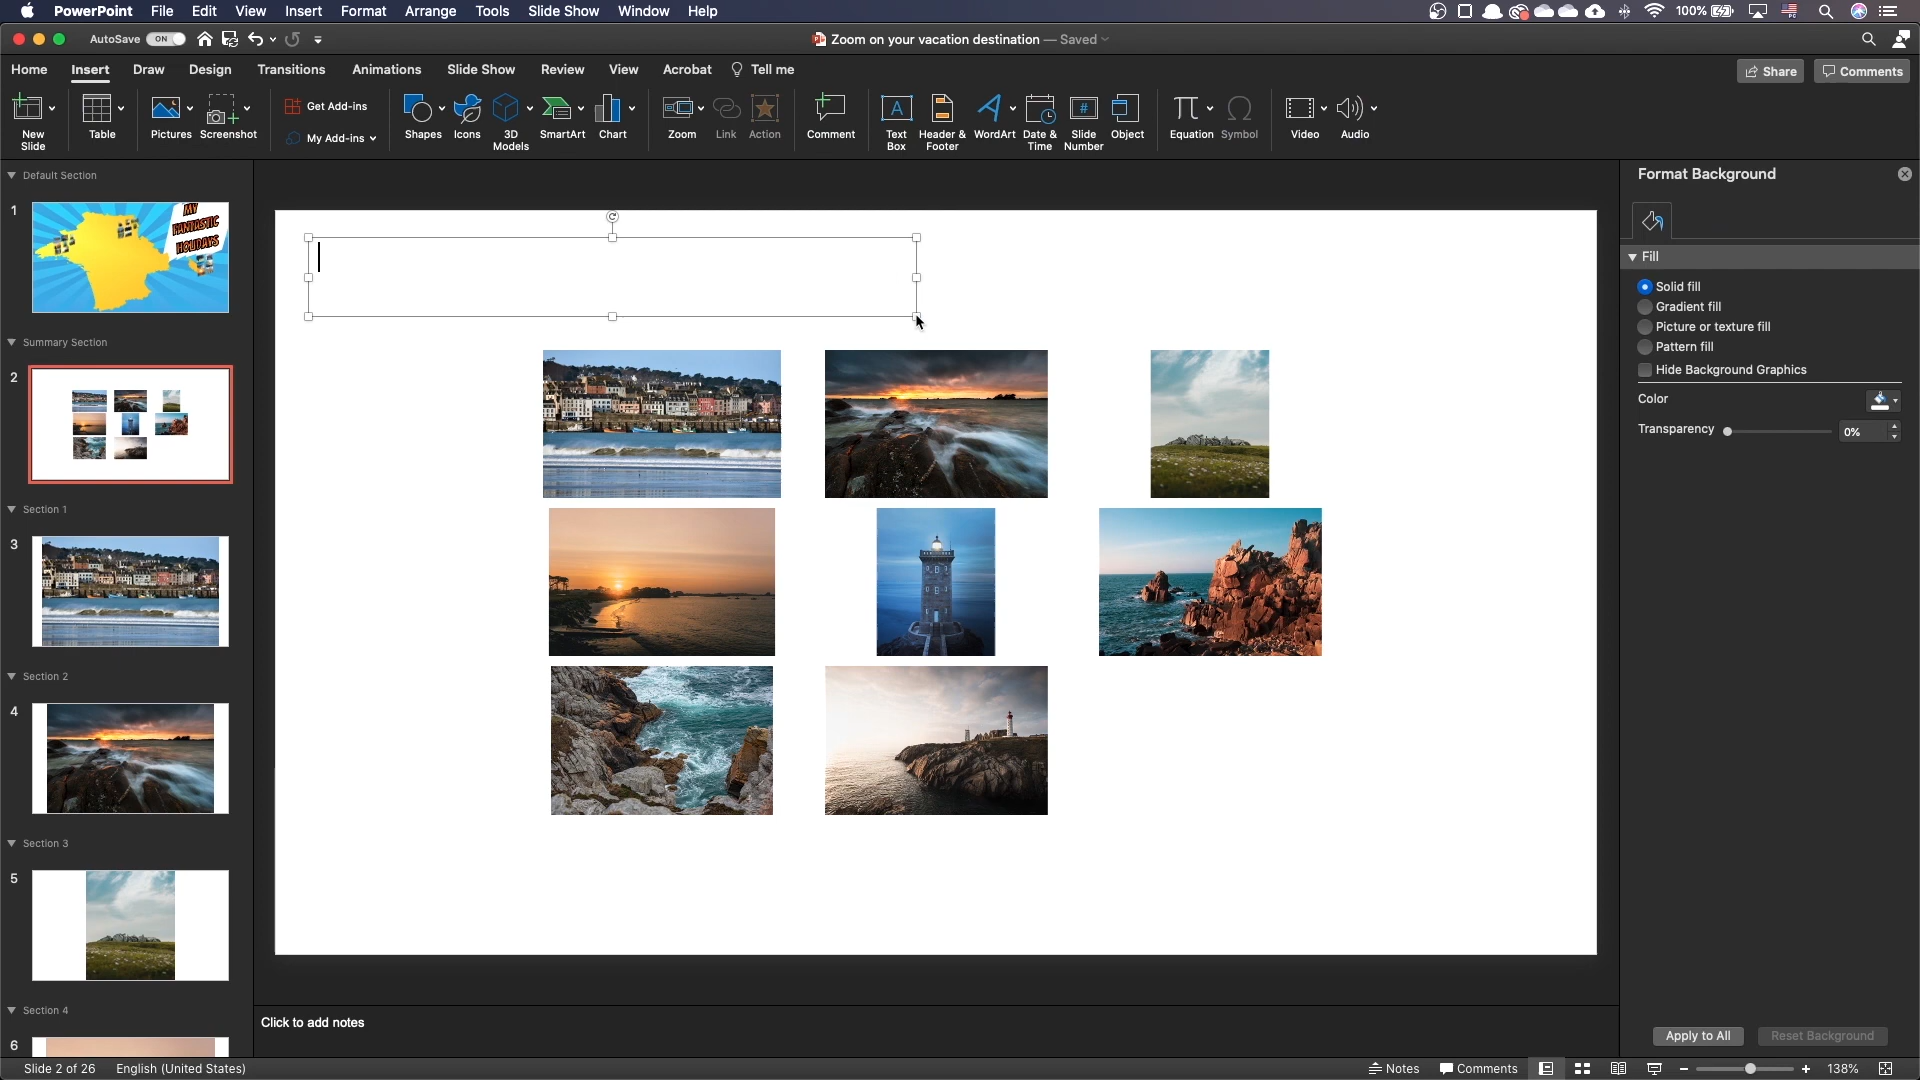 PowerPoint File Edit View Insert Format Arrange Tools Slide Show Window Help 100%
AutoSave ON Zoom on your vacation destination — Saved
Home Insert Draw Design Transitions Animations Slide Show Review View Acrobat Tell me Share Comments
New Slide
Table
Pictures
Screenshot
Get Add-ins
My Add-ins
Shapes
Icons
3D Models
SmartArt
Chart
Zoom
Link
Action
Comment
Text Box
Header & Footer
WordArt
Date & Time
Slide Number
Object
Equation
Symbol
Video
Audio
Default Section
1
MY
FANTASTIC
HOLIDAYS
Summary Section
2
Section 1
3
Section 2
4
Section 3
5
Section 4
6
Format Background
Fill
Solid fill
Gradient fill
Picture or texture fill
Pattern fill
Hide Background Graphics
Color
Transparency 0%
Apply to All Reset Background
Click to add notes
Slide 2 of 26 English (United States) Notes Comments 138%